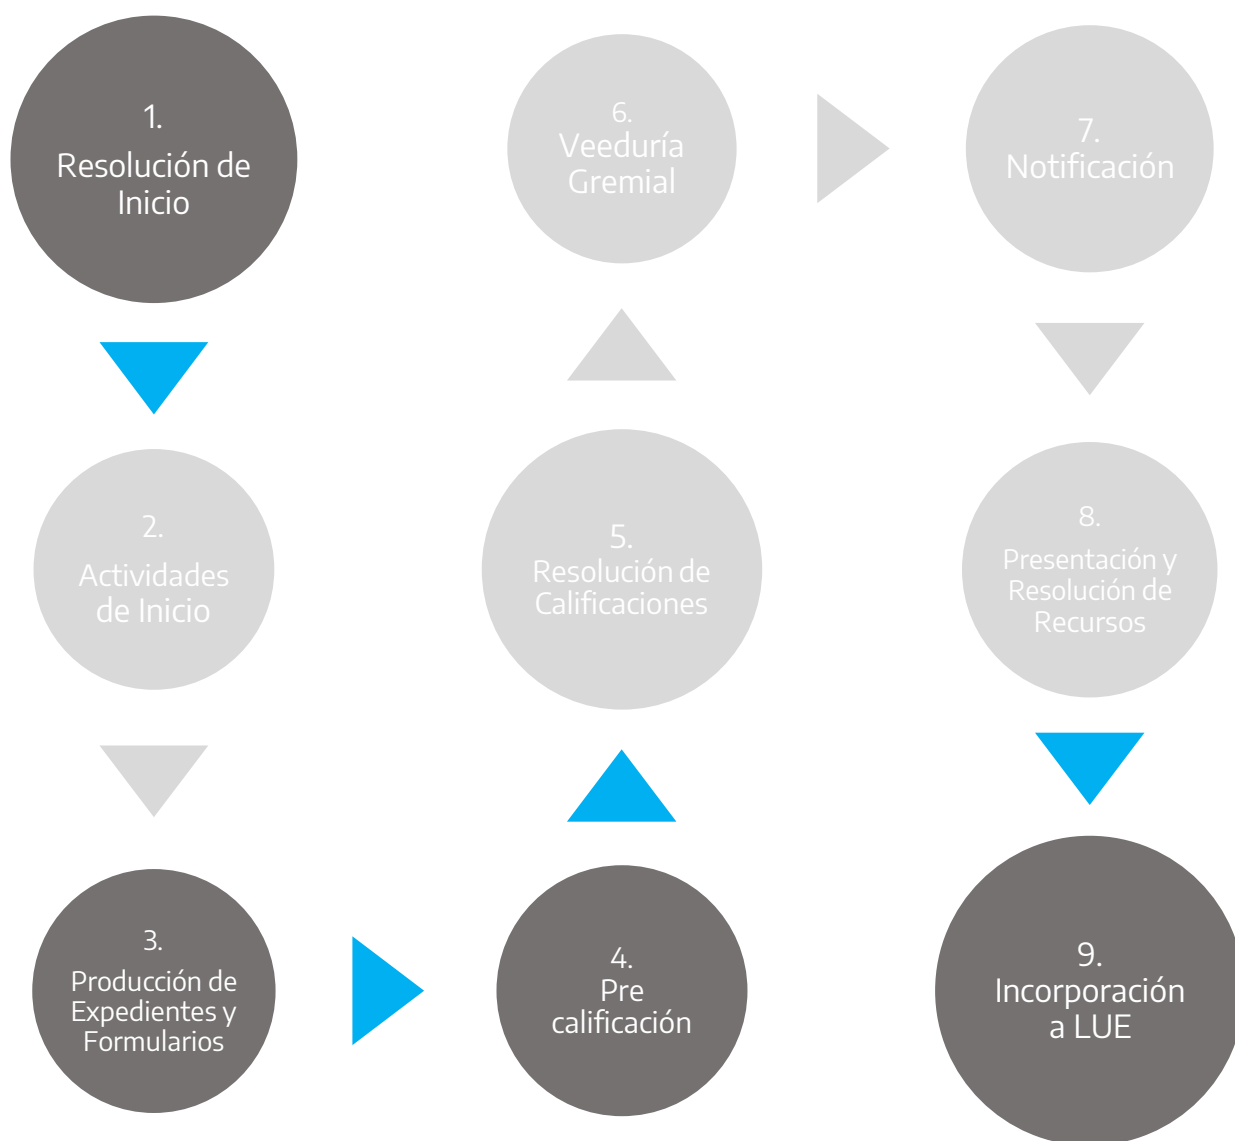 1.
Resolución de
Inicio
2.
Actividades
de Inicio
3.
Producción de
Expedientes y
Formularios
4.
Pre
calificación
5.
Resolución de
Calificaciones
6.
Veeduría
Gremial
7.
Notificación
8.
Presentación y
Resolución de
Recursos
9.
Incorporación
a LUE